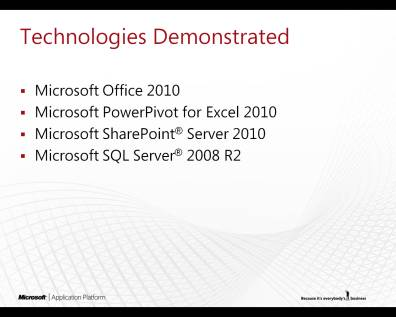 Technologies Demonstrated
Microsoft Office 2010
Microsoft PowerPivot for Excel 2010
Microsoft SharePoint® Server 2010
Microsoft SQL Server® 2008 R2
Microsoft | Application Platform
Because it's everybody's business